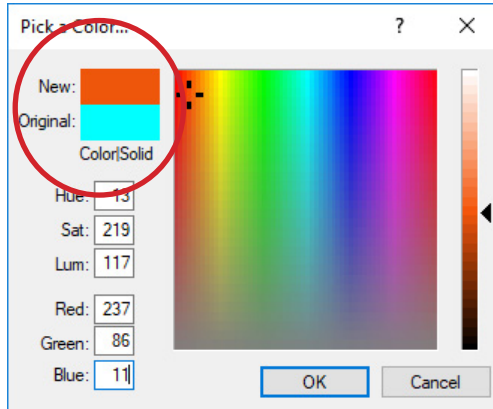 Pick a Color... ?
New:
Original:
Color|Solid
Hue: 13
Sat: 219
Lum: 117
Red: 237
Green: 86
Blue: 11
OK Cancel